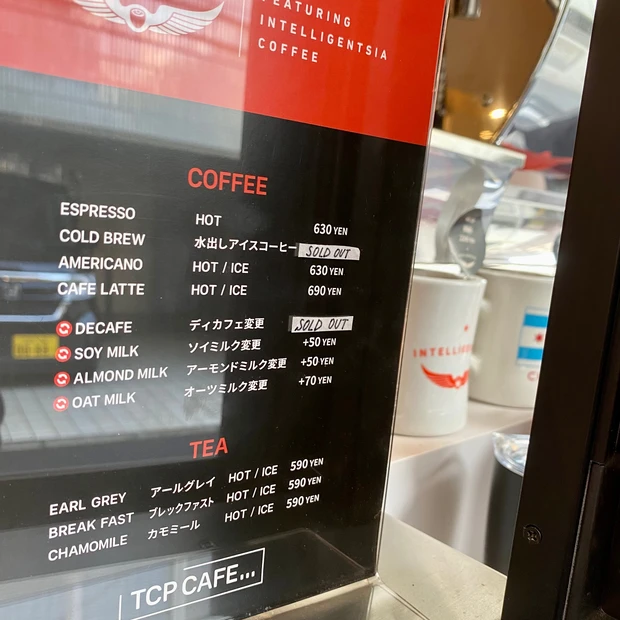 FEATURING
INTELLIGENTSIA
COFFEE
COFFEE
ESPRESSO HOT 630 YEN
COLD BREW 水出しアイスコーヒー SOLD OUT
AMERICANO HOT / ICE 630 YEN
CAFE LATTE HOT / ICE 690 YEN
DECAFE ディカフェ変更 SOLD OUT
SOY MILK ソイミルク変更 +50 YEN
ALMOND MILK アーモンドミルク変更 +50 YEN
OAT MILK オーツミルク変更 +70 YEN
TEA
EARL GREY アールグレイ HOT / ICE 590 YEN
BREAK FAST ブレックファスト HOT / ICE 590 YEN
CHAMOMILE カモミール HOT / ICE 590 YEN
TCP CAFE...